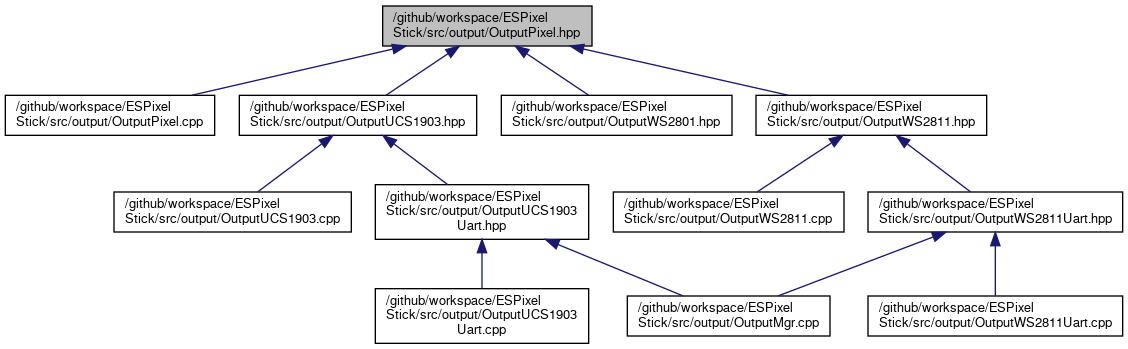 /github/workspace/ESPixel
Stick/src/output/OutputPixel.hpp
/github/workspace/ESPixel
Stick/src/output/OutputPixel.cpp
/github/workspace/ESPixel
Stick/src/output/OutputUCS1903.hpp
/github/workspace/ESPixel
Stick/src/output/OutputWS2801.hpp
/github/workspace/ESPixel
Stick/src/output/OutputWS2811.hpp
/github/workspace/ESPixel
Stick/src/output/OutputUCS1903.cpp
/github/workspace/ESPixel
Stick/src/output/OutputUCS1903
Uart.hpp
/github/workspace/ESPixel
Stick/src/output/OutputWS2811.cpp
/github/workspace/ESPixel
Stick/src/output/OutputWS2811Uart.hpp
/github/workspace/ESPixel
Stick/src/output/OutputUCS1903
Uart.cpp
/github/workspace/ESPixel
Stick/src/output/OutputMgr.cpp
/github/workspace/ESPixel
Stick/src/output/OutputWS2811Uart.cpp